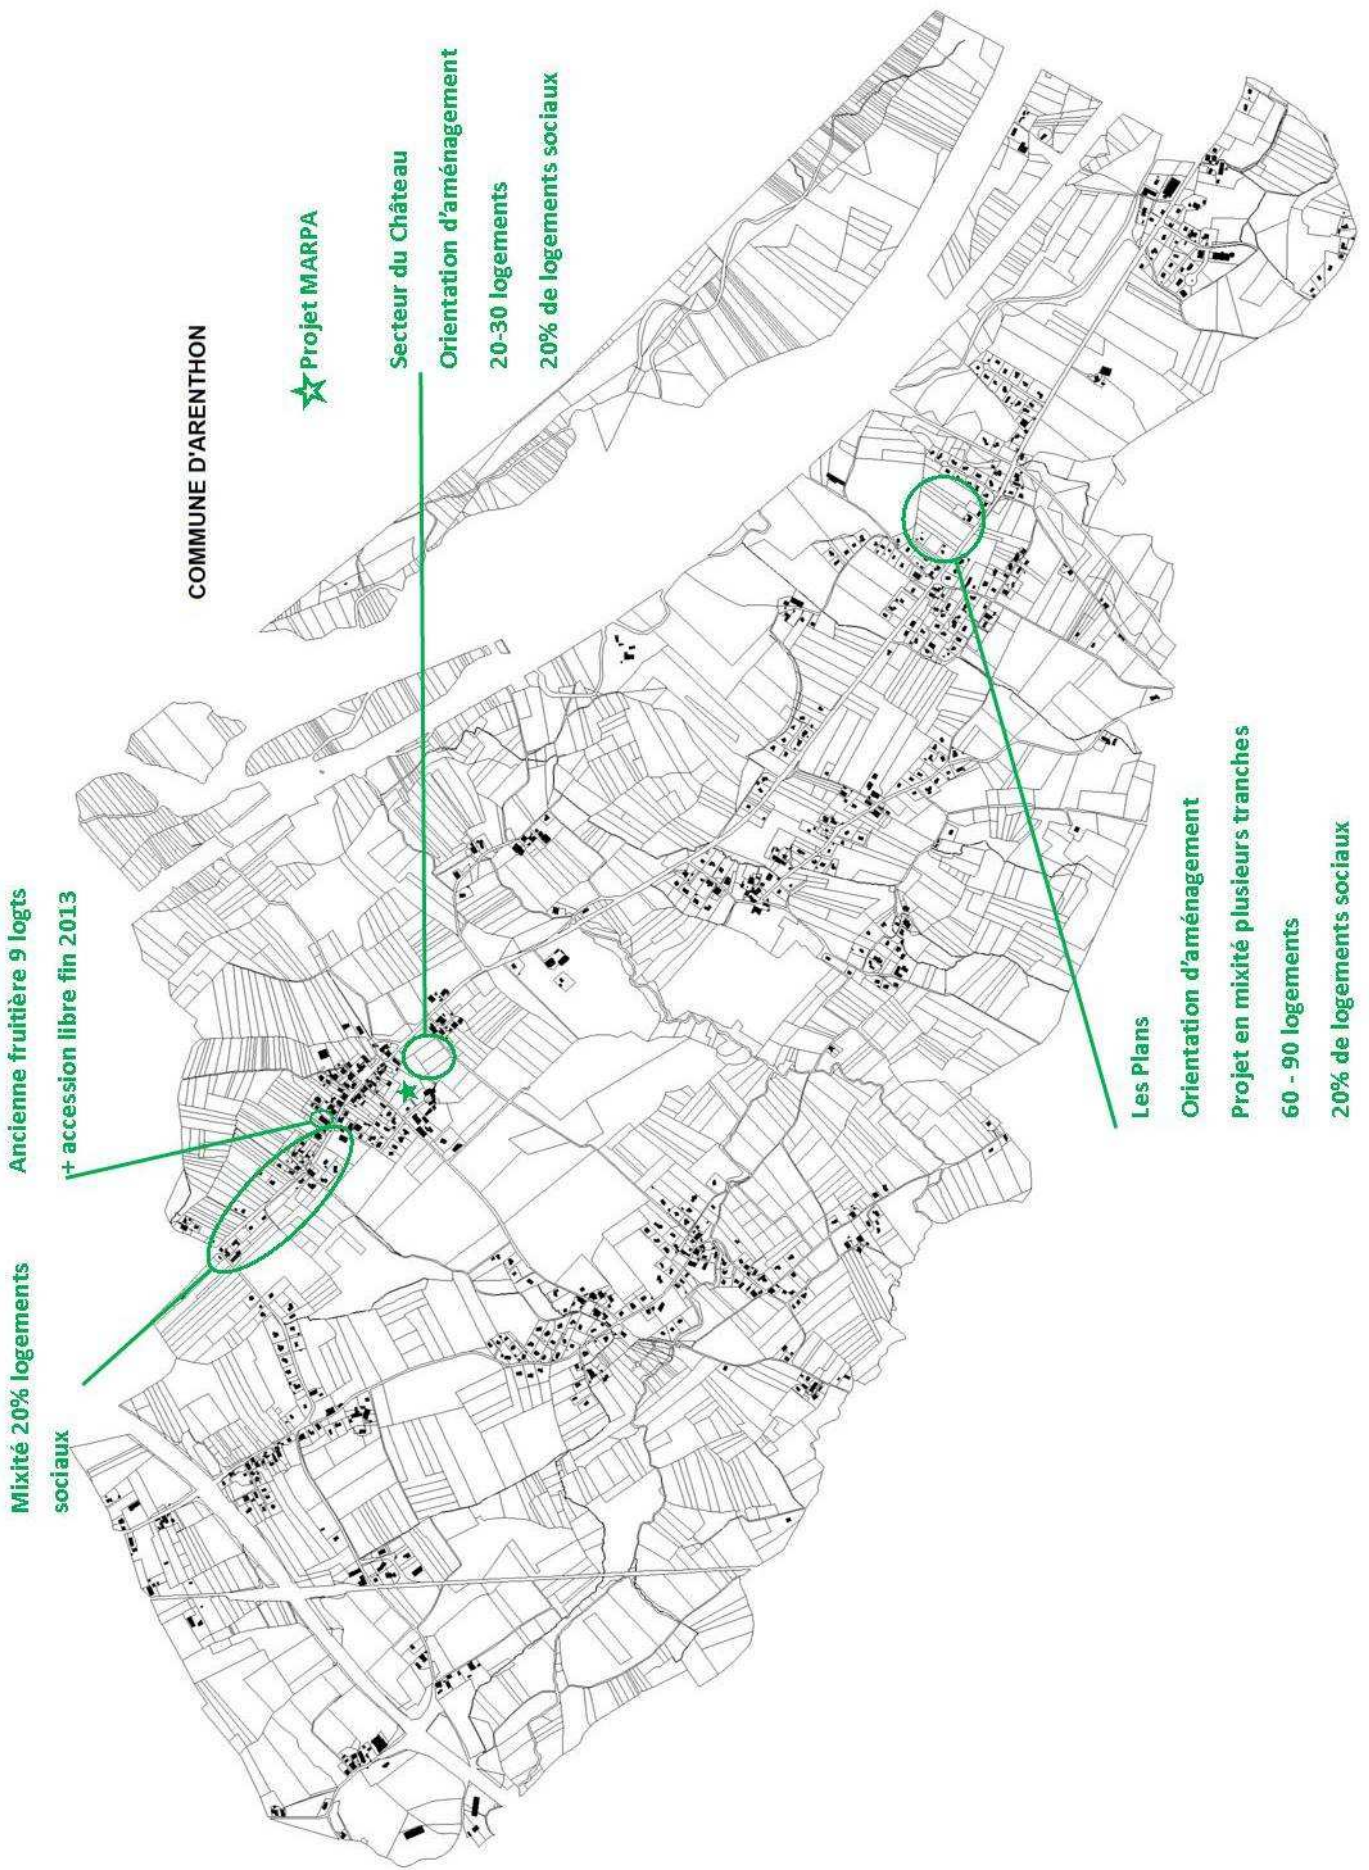 Mixité 20% logements
sociaux
Ancienne fruitière 9 logts
+ accession libre fin 2013
COMMUNE D'ARENTHON
Projet MARPA
Secteur du Château
Orientation d'aménagement
20-30 logements
20% de logements sociaux
Les Plans
Orientation d'aménagement
Projet en mixité plusieurs tranches
60 - 90 logements
20% de logements sociaux